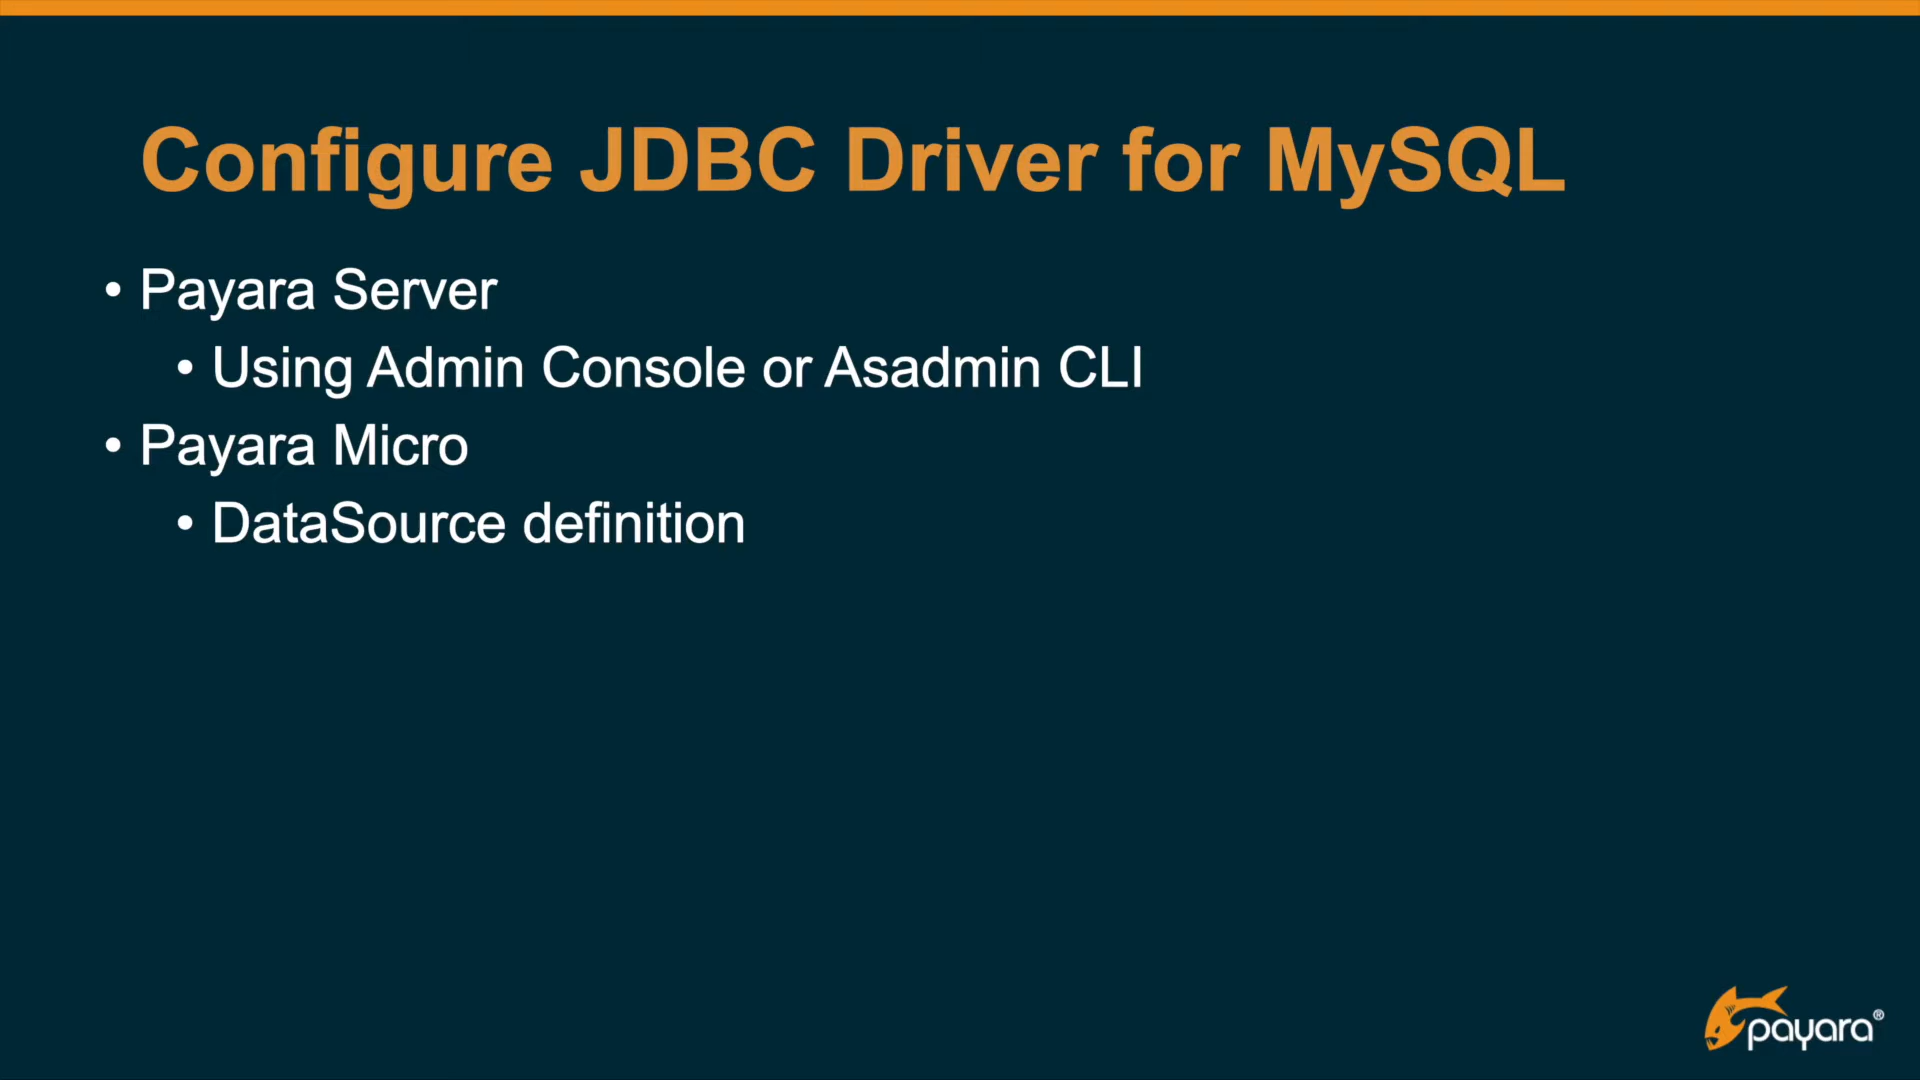 Configure JDBC Driver for MySQL
• Payara Server
• Using Admin Console or Asadmin CLI
• Payara Micro
• DataSource definition
payara®